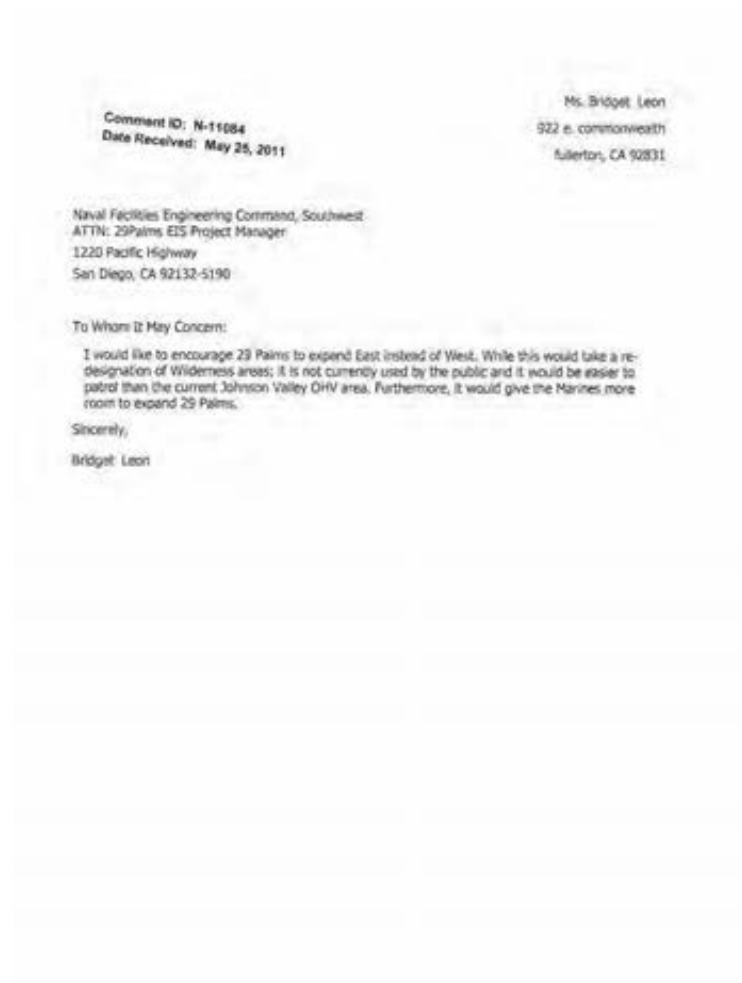 Ms. Bridget Leon
Comment ID: N-11084
922 e. commonwealth
Date Received: May 25, 2011
fullerton, CA 92831
Naval Facilities Engineering Command, Southwest
ATTN: 29Palms EIS Project Manager
1220 Pacific Highway
San Diego, CA 92132-5190
To Whom It May Concern:
I would like to encourage 29 Palms to expend East instead of West. While this would take a re-
designation of Wilderness areas; it is not currently used by the public and it would be easier to
patrol than the current Johnson Valley OHV area. Furthermore, it would give the Marines more
room to expand 29 Palms.
Sincerely,
Bridget Leon